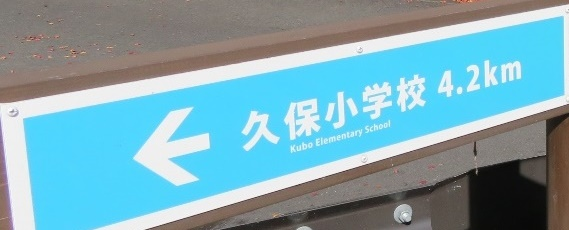 ← 久保小学校 4.2km
Kubo Elementary School